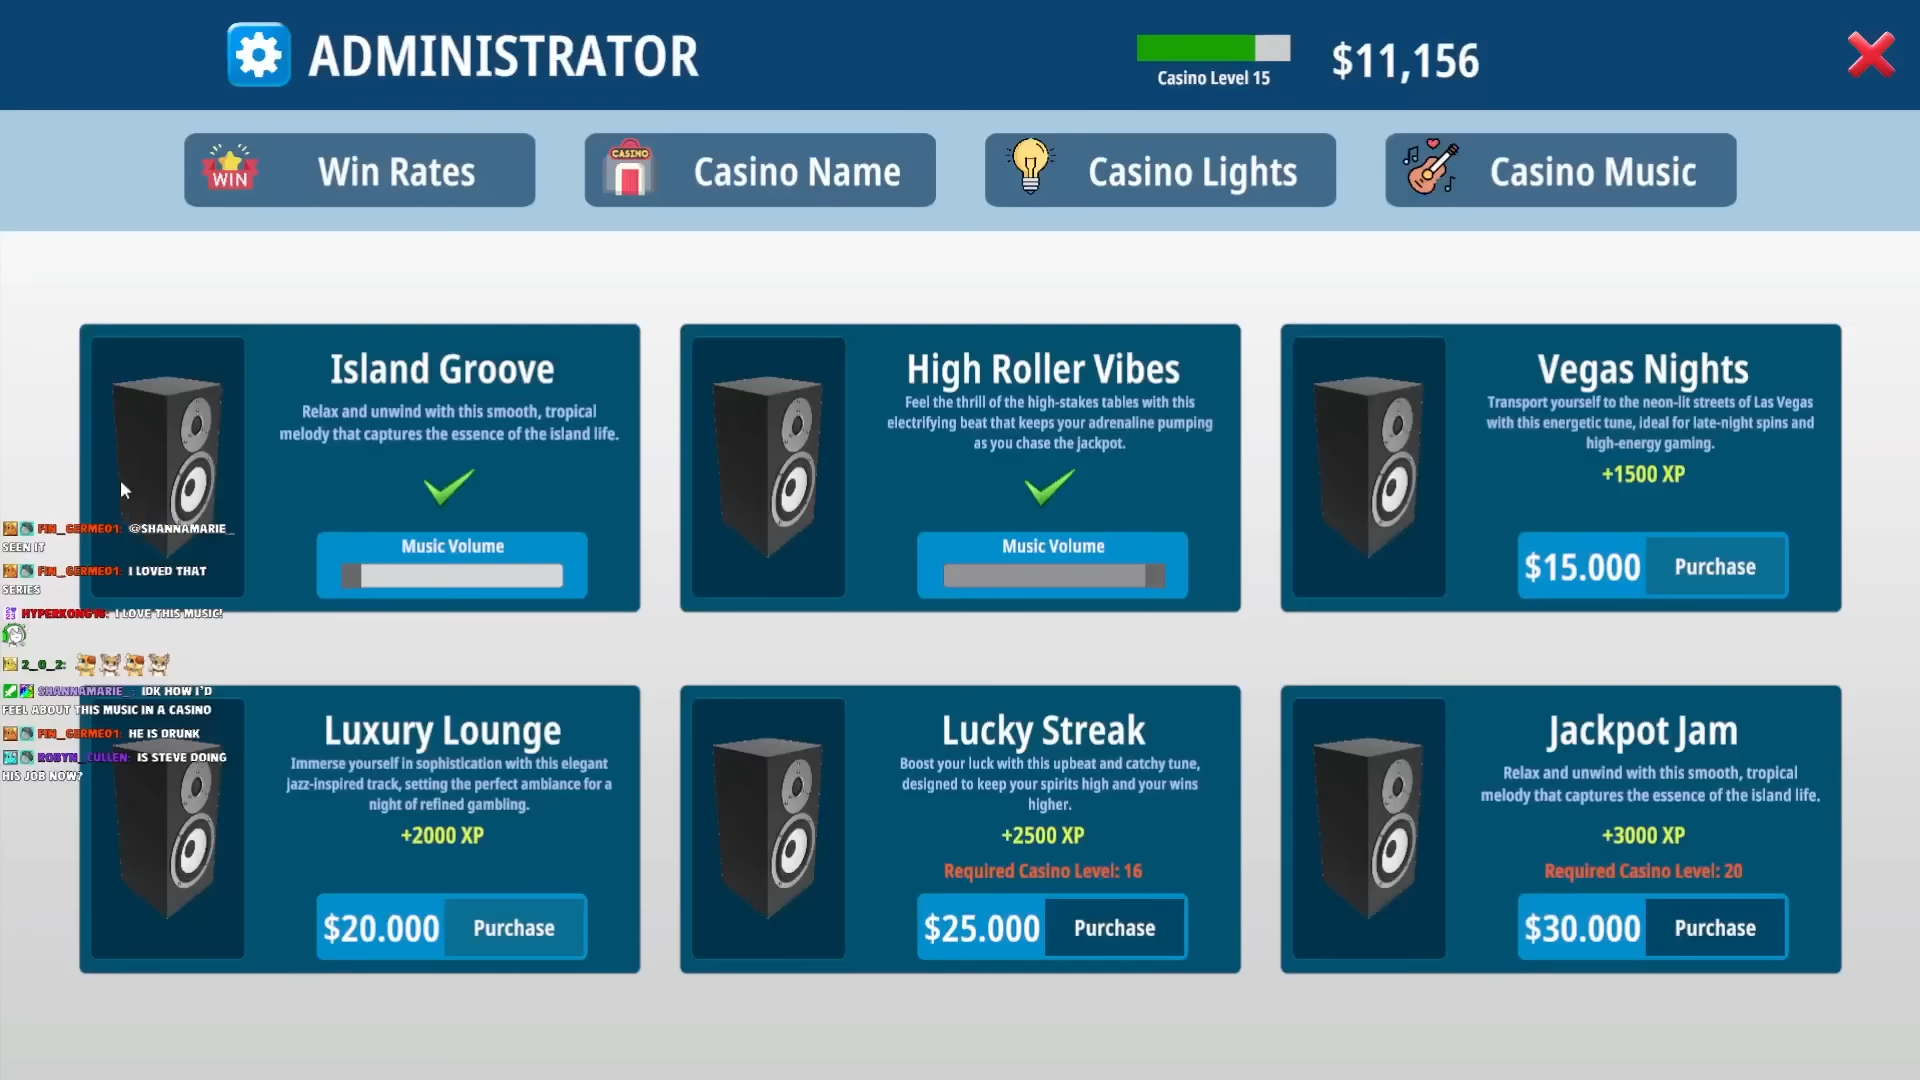 ADMINISTRATOR
Casino Level 15
$11,156
WIN
Win Rates
CASINO
Casino Name
Casino Lights
Casino Music
Island Groove
Relax and unwind with this smooth, tropical
melody that captures the essence of the island life.
Music Volume
High Roller Vibes
Feel the thrill of the high-stakes tables with this
electrifying beat that keeps your adrenaline pumping
as you chase the jackpot.
Music Volume
Vegas Nights
Transport yourself to the neon-lit streets of Las Vegas
with this energetic tune, ideal for late-night spins and
high-energy gaming.
+1500 XP
$15.000
Purchase
FIN_GERME01: @SHANNAMARIE_
SEEN IT
FIN_GERME01: I LOVED THAT
SERIES
I LOVE THIS MUSIC!
2_0_2:
SHANNAMARIE_: IDK HOW I'D
FEEL ABOUT THIS MUSIC IN A CASINO
FIN_GERME01: HE IS DRUNK
ROBYN_CULLEN: IS STEVE DOING
HIS JOB NOW?
Luxury Lounge
Immerse yourself in sophistication with this elegant
jazz-inspired track, setting the perfect ambiance for a
night of refined gambling.
+2000 XP
$20.000
Purchase
Lucky Streak
Boost your luck with this upbeat and catchy tune,
designed to keep your spirits high and your wins
higher.
+2500 XP
Required Casino Level: 16
$25.000
Purchase
Jackpot Jam
Relax and unwind with this smooth, tropical
melody that captures the essence of the island life.
+3000 XP
Required Casino Level: 20
$30.000
Purchase